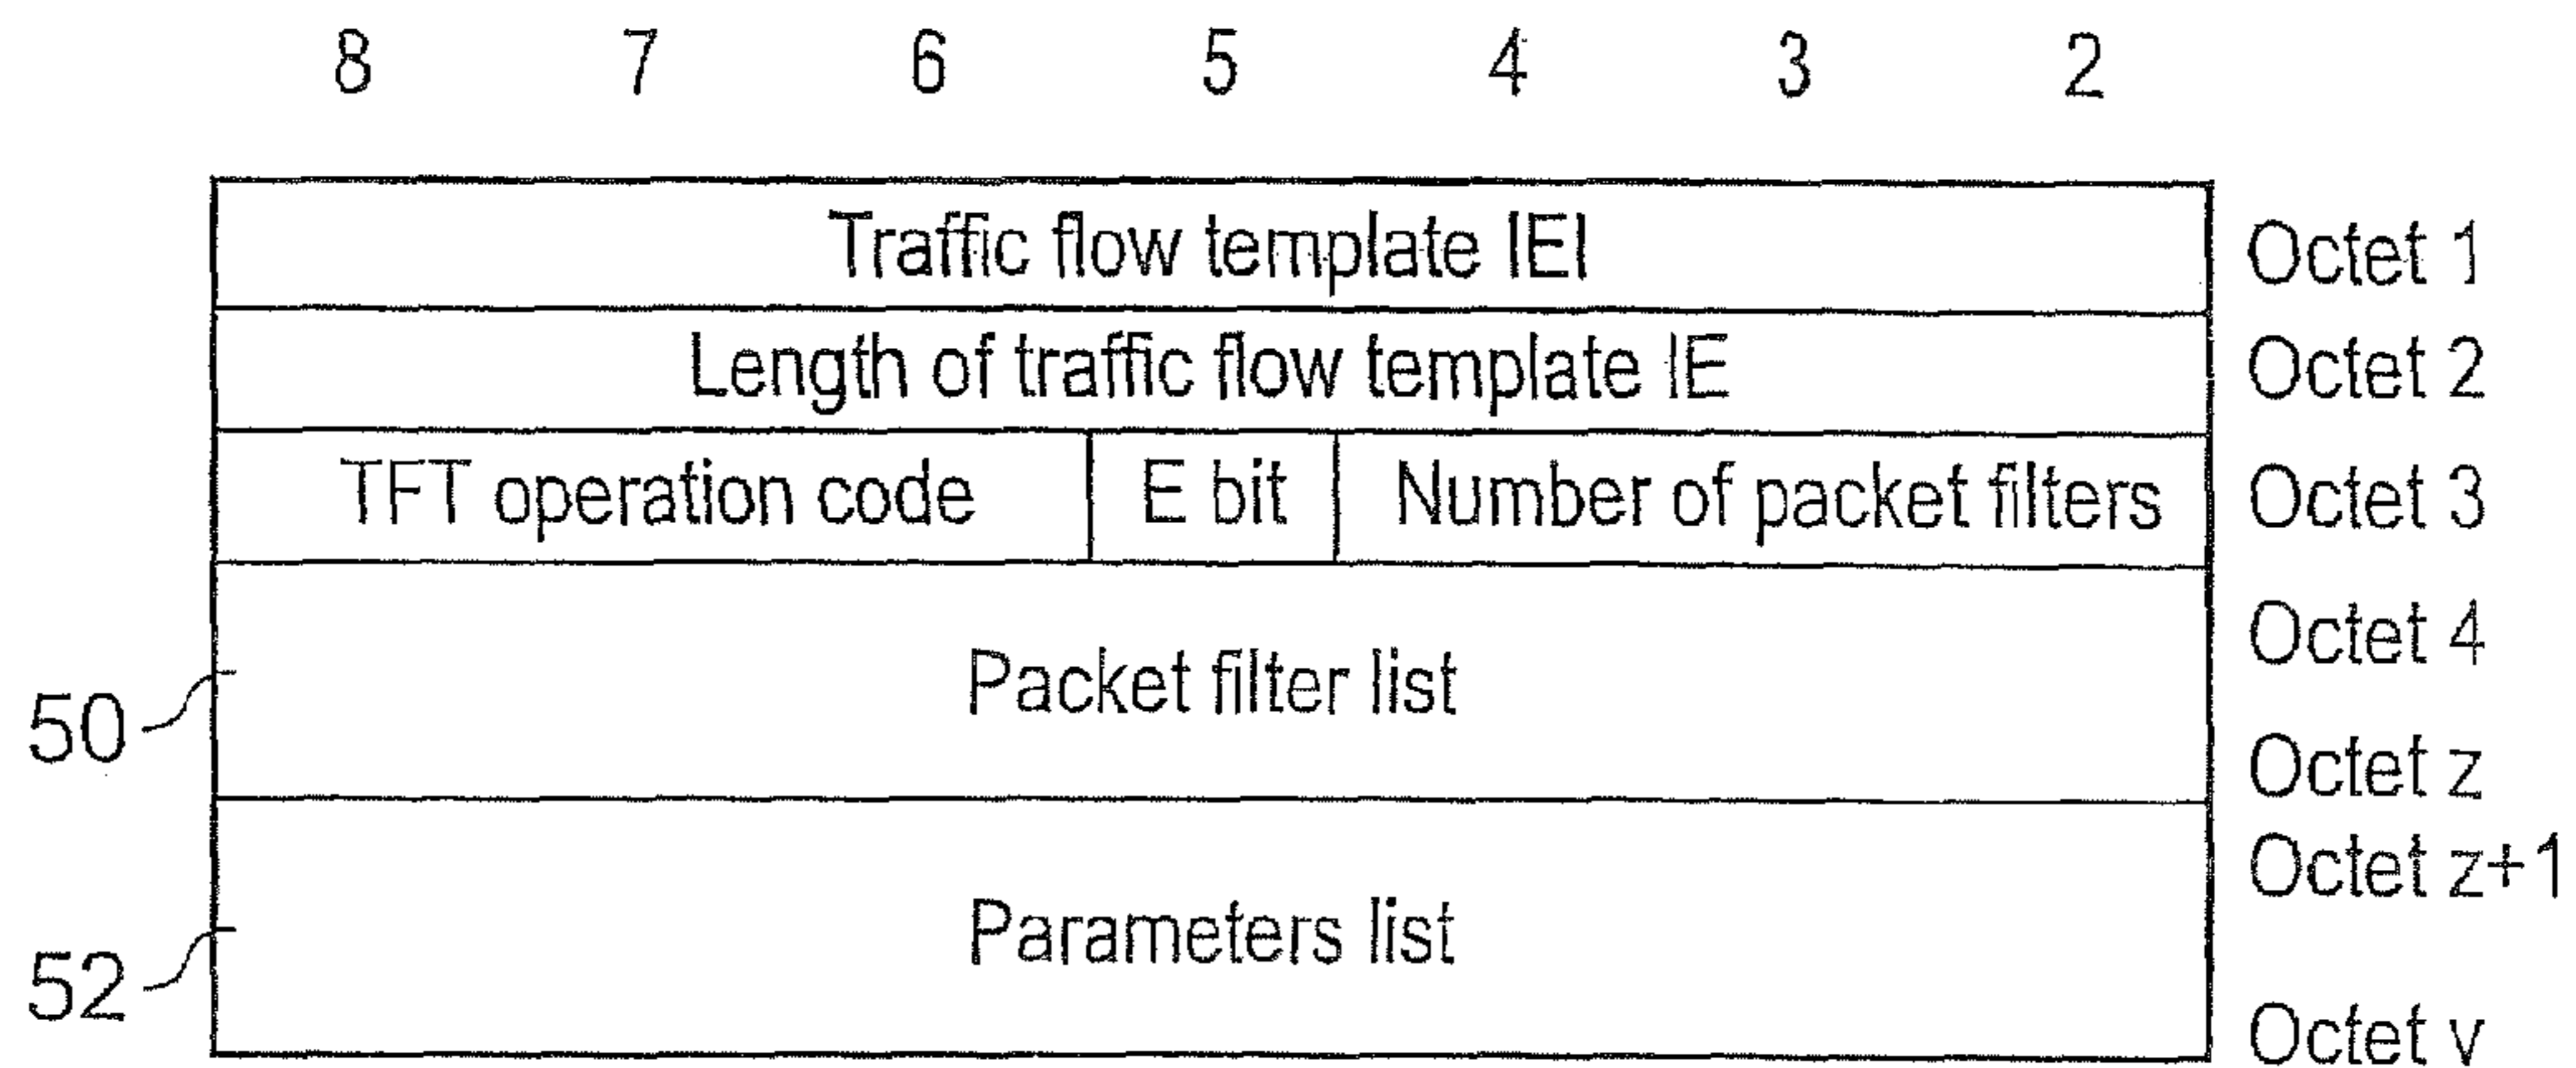 8 7 6 5 4 3 2
Traffic flow template IEI Octet 1
Length of traffic flow template IE Octet 2
TFT operation code E bit Number of packet filters Octet 3
Octet 4
Packet filter list
50
Octet z
Octet z+1
Parameters list
52
Octet v